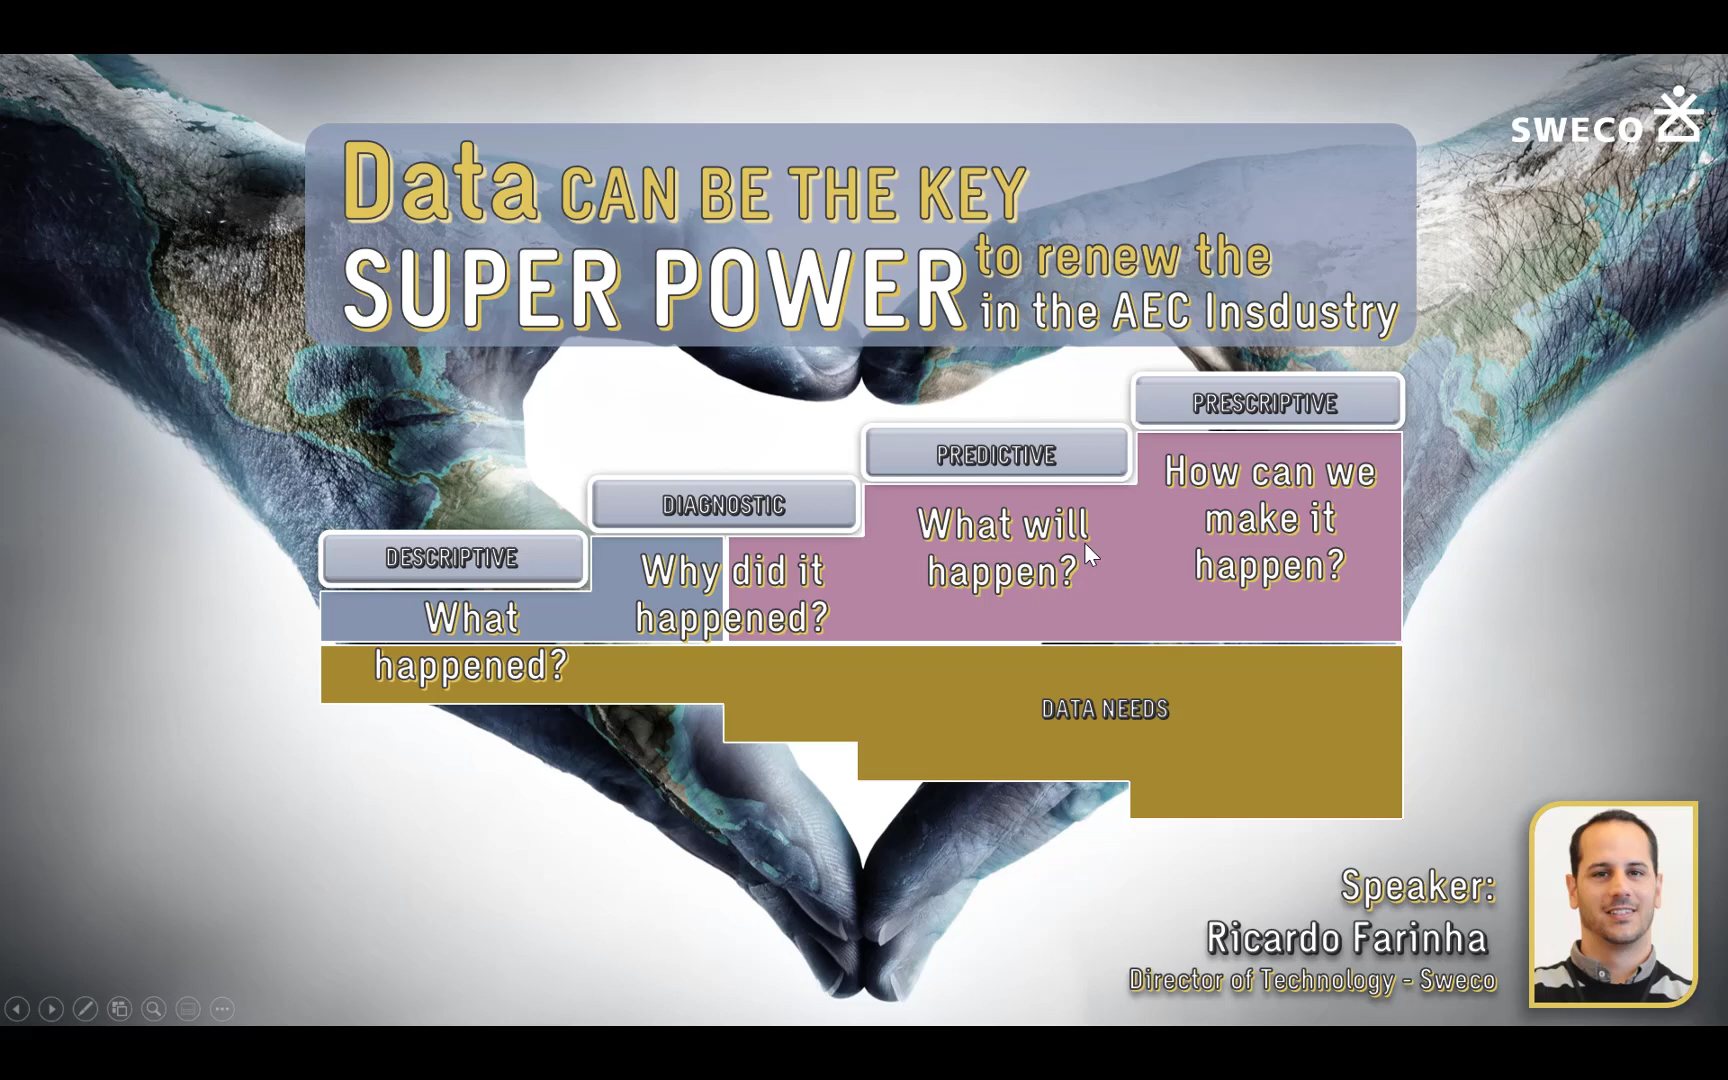 SWECO
Data CAN BE THE KEY
SUPER POWER to renew the
in the AEC Insdustry
PRESCRIPTIVE
How can we
make it
happen?
PREDICTIVE
What will
happen?
DIAGNOSTIC
Why did it
happened?
DESCRIPTIVE
What
happened?
DATA NEEDS
Speaker:
Ricardo Farinha
Director of Technology - Sweco